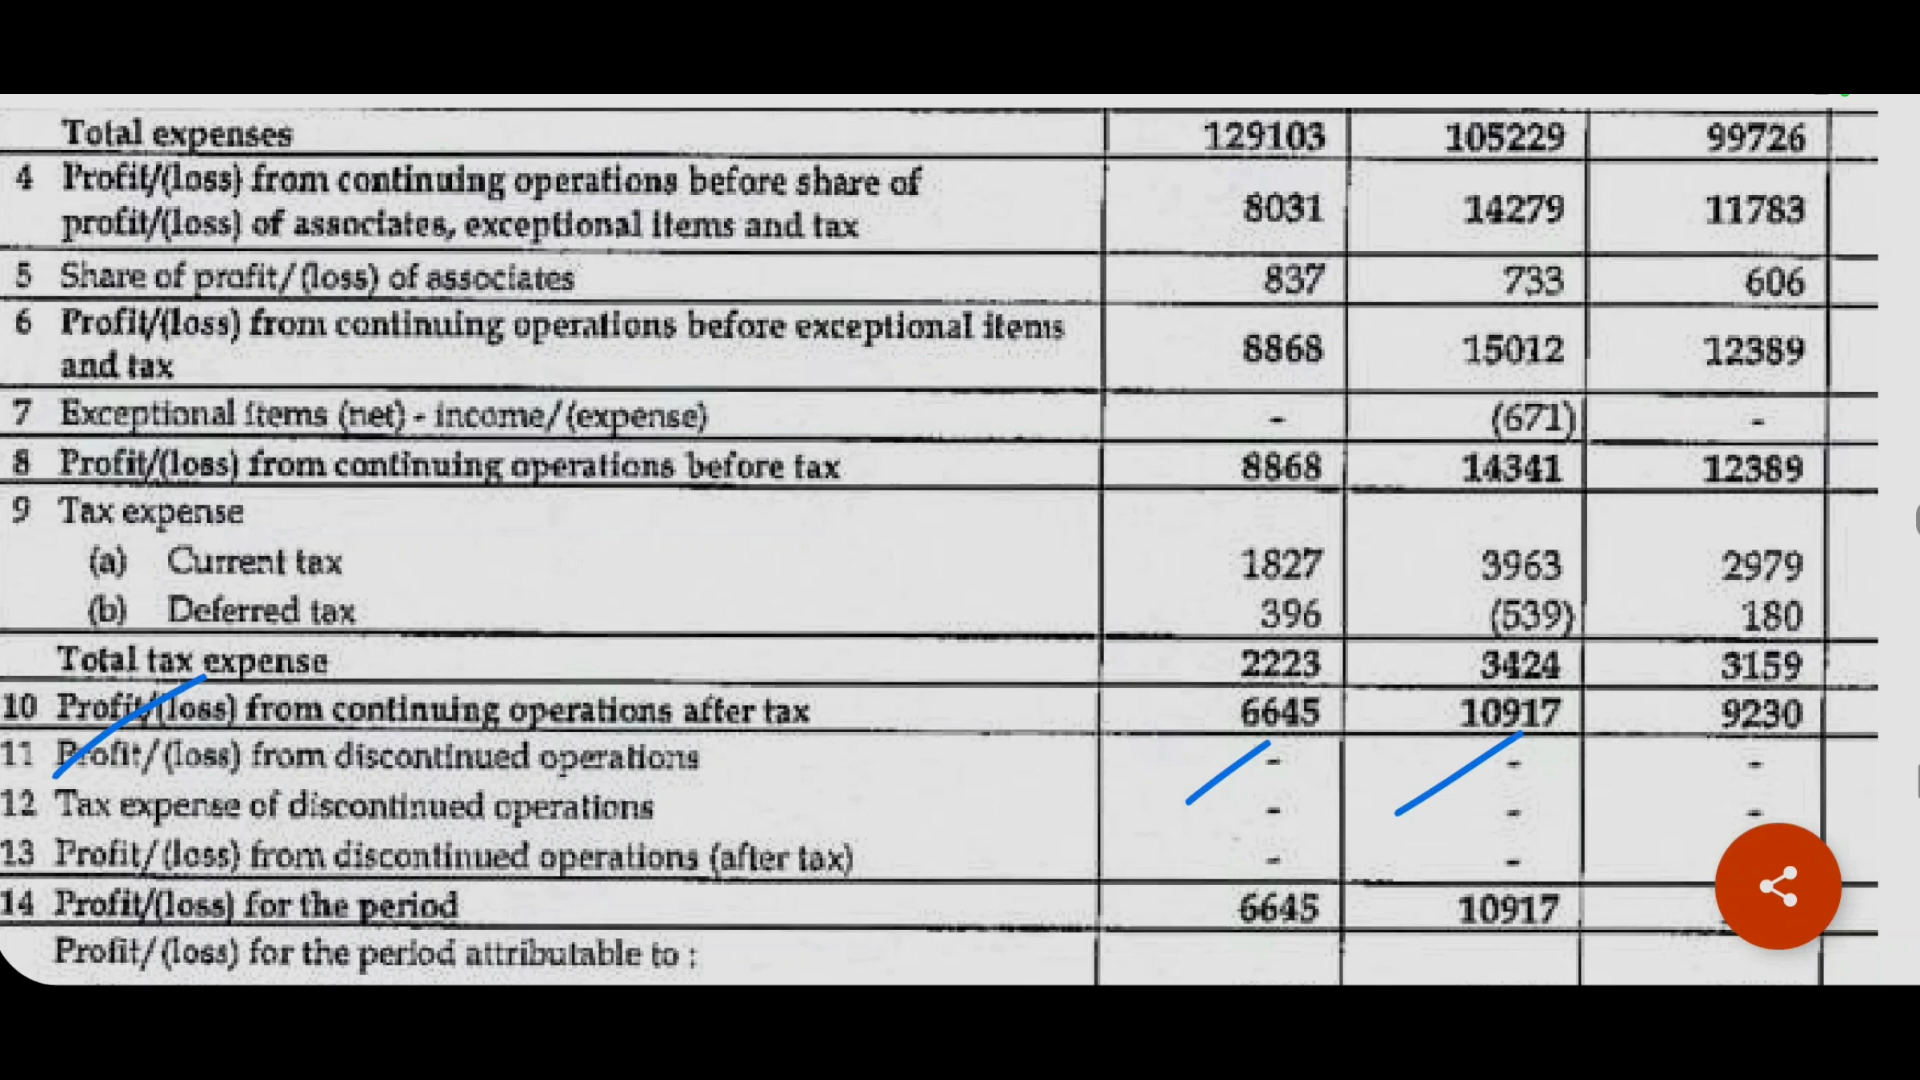 Total expenses 129103 105229 99726
4 Profit/(loss) from continuing operations before share of
profit/(loss) of associates, exceptional items and tax 8031 14279 11783
5 Share of profit/(loss) of associates 837 733 606
6 Profit/(loss) from continuing operations before exceptional items
and tax 8868 15012 12389
7 Exceptional items (net) - income/(expense) - (671) -
8 Profit/(loss) from continuing operations before tax 8868 14341 12389
9 Tax expense
(a) Current tax 1827 3963 2979
(b) Deferred tax 396 (539) 180
Total tax expense 2223 3424 3159
10 Profit/(loss) from continuing operations after tax 6645 10917 9230
11 Profit/(loss) from discontinued operations - - -
12 Tax expense of discontinued operations - - -
13 Profit/(loss) from discontinued operations (after tax) - -
14 Profit/(loss) for the period 6645 10917
Profit/(loss) for the period attributable to :